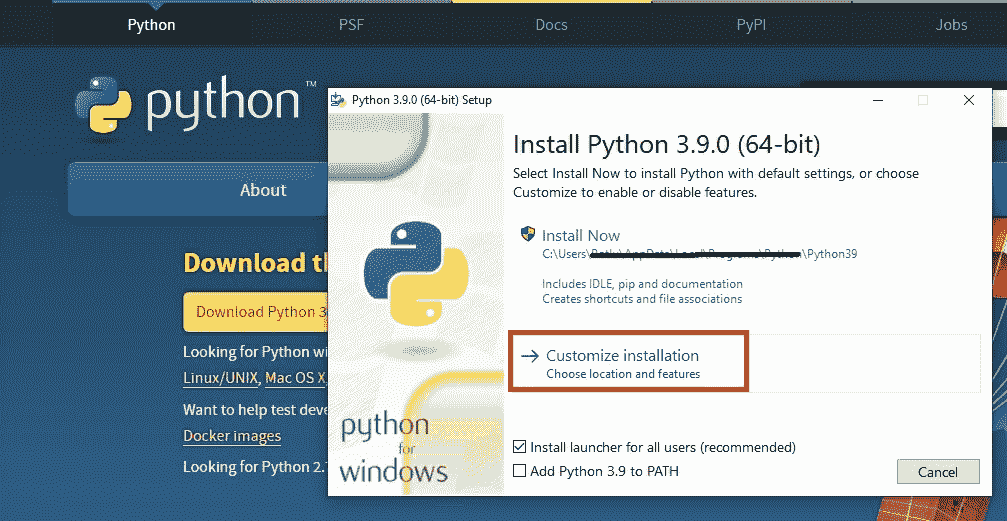 Python PSF Docs PyPI Jobs
python™
About
Download th
Download Python 3
Looking for Python wi
Linux/UNIX, Mac OS X,
Want to help test deve
Docker images
Looking for Python 2.7
Python 3.9.0 (64-bit) Setup
Install Python 3.9.0 (64-bit)
Select Install Now to install Python with default settings, or choose
Customize to enable or disable features.
Install Now
C:\Users\ \Python39
Includes IDLE, pip and documentation
Creates shortcuts and file associations
Customize installation
Choose location and features
python
for
windows
Install launcher for all users (recommended)
Add Python 3.9 to PATH
Cancel